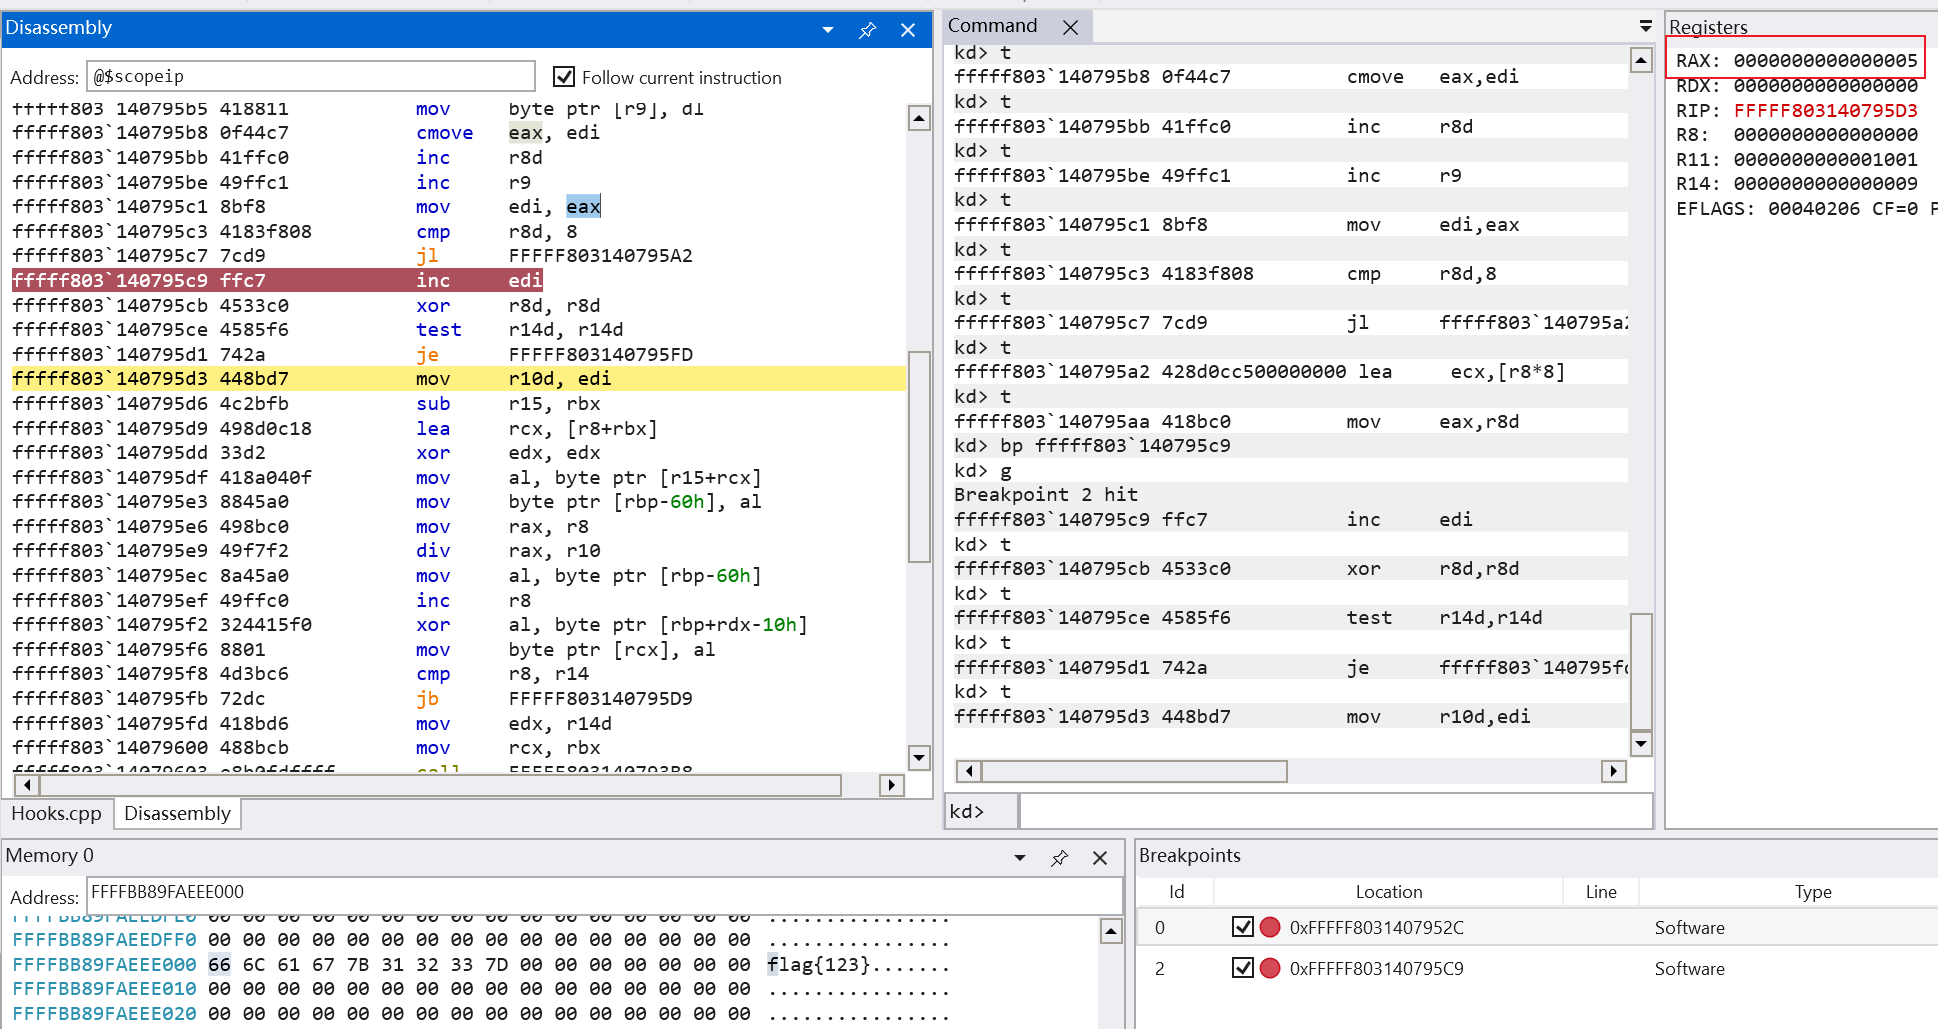 Disassembly
Address: @$scopeip Follow current instruction
fffff803`140795b5 418811 mov byte ptr [r9], dl
fffff803`140795b8 0f44c7 cmove eax, edi
fffff803`140795bb 41ffc0 inc r8d
fffff803`140795be 49ffc1 inc r9
fffff803`140795c1 8bf8 mov edi, eax
fffff803`140795c3 4183f808 cmp r8d, 8
fffff803`140795c7 7cd9 jl FFFFF803140795A2
fffff803`140795c9 ffc7 inc edi
fffff803`140795cb 4533c0 xor r8d, r8d
fffff803`140795ce 4585f6 test r14d, r14d
fffff803`140795d1 742a je FFFFF803140795FD
fffff803`140795d3 448bd7 mov r10d, edi
fffff803`140795d6 4c2bfb sub r15, rbx
fffff803`140795d9 498d0c18 lea rcx, [r8+rbx]
fffff803`140795dd 33d2 xor edx, edx
fffff803`140795df 418a040f mov al, byte ptr [r15+rcx]
fffff803`140795e3 8845a0 mov byte ptr [rbp-60h], al
fffff803`140795e6 498bc0 mov rax, r8
fffff803`140795e9 49f7f2 div rax, r10
fffff803`140795ec 8a45a0 mov al, byte ptr [rbp-60h]
fffff803`140795ef 49ffc0 inc r8
fffff803`140795f2 324415f0 xor al, byte ptr [rbp+rdx-10h]
fffff803`140795f6 8801 mov byte ptr [rcx], al
fffff803`140795f8 4d3bc6 cmp r8, r14
fffff803`140795fb 72dc jb FFFFF803140795D9
fffff803`140795fd 418bd6 mov edx, r14d
fffff803`14079600 488bcb mov rcx, rbx
Hooks.cpp Disassembly
Command
kd> t
fffff803`140795b8 0f44c7 cmove eax,edi
kd> t
fffff803`140795bb 41ffc0 inc r8d
kd> t
fffff803`140795be 49ffc1 inc r9
kd> t
fffff803`140795c1 8bf8 mov edi,eax
kd> t
fffff803`140795c3 4183f808 cmp r8d,8
kd> t
fffff803`140795c7 7cd9 jl fffff803`140795a2
kd> t
fffff803`140795a2 428d0cc500000000 lea ecx,[r8*8]
kd> t
fffff803`140795aa 418bc0 mov eax,r8d
kd> bp fffff803`140795c9
kd> g
Breakpoint 2 hit
fffff803`140795c9 ffc7 inc edi
kd> t
fffff803`140795cb 4533c0 xor r8d,r8d
kd> t
fffff803`140795ce 4585f6 test r14d,r14d
kd> t
fffff803`140795d1 742a je fffff803`140795f
kd> t
fffff803`140795d3 448bd7 mov r10d,edi
kd>
Registers
RAX: 0000000000000005
RDX: 0000000000000000
RIP: FFFFF803140795D3
R8: 0000000000000000
R11: 0000000000001001
R14: 0000000000000009
EFLAGS: 00040206 CF=0 P
Memory 0
Address: FFFFBB89FAEEE000
FFFFBB89FAEEDFE0 00 00 00 00 00 00 00 00 00 00 00 00 00 00 00 00 ................
FFFFBB89FAEEDFF0 00 00 00 00 00 00 00 00 00 00 00 00 00 00 00 00 ................
FFFFBB89FAEEE000 66 6C 61 67 7B 31 32 33 7D 00 00 00 00 00 00 00 flag{123}.......
FFFFBB89FAEEE010 00 00 00 00 00 00 00 00 00 00 00 00 00 00 00 00 ................
FFFFBB89FAEEE020 00 00 00 00 00 00 00 00 00 00 00 00 00 00 00 00 ................
Breakpoints
Id Location Line Type
0 0xFFFFF8031407952C Software
2 0xFFFFF803140795C9 Software